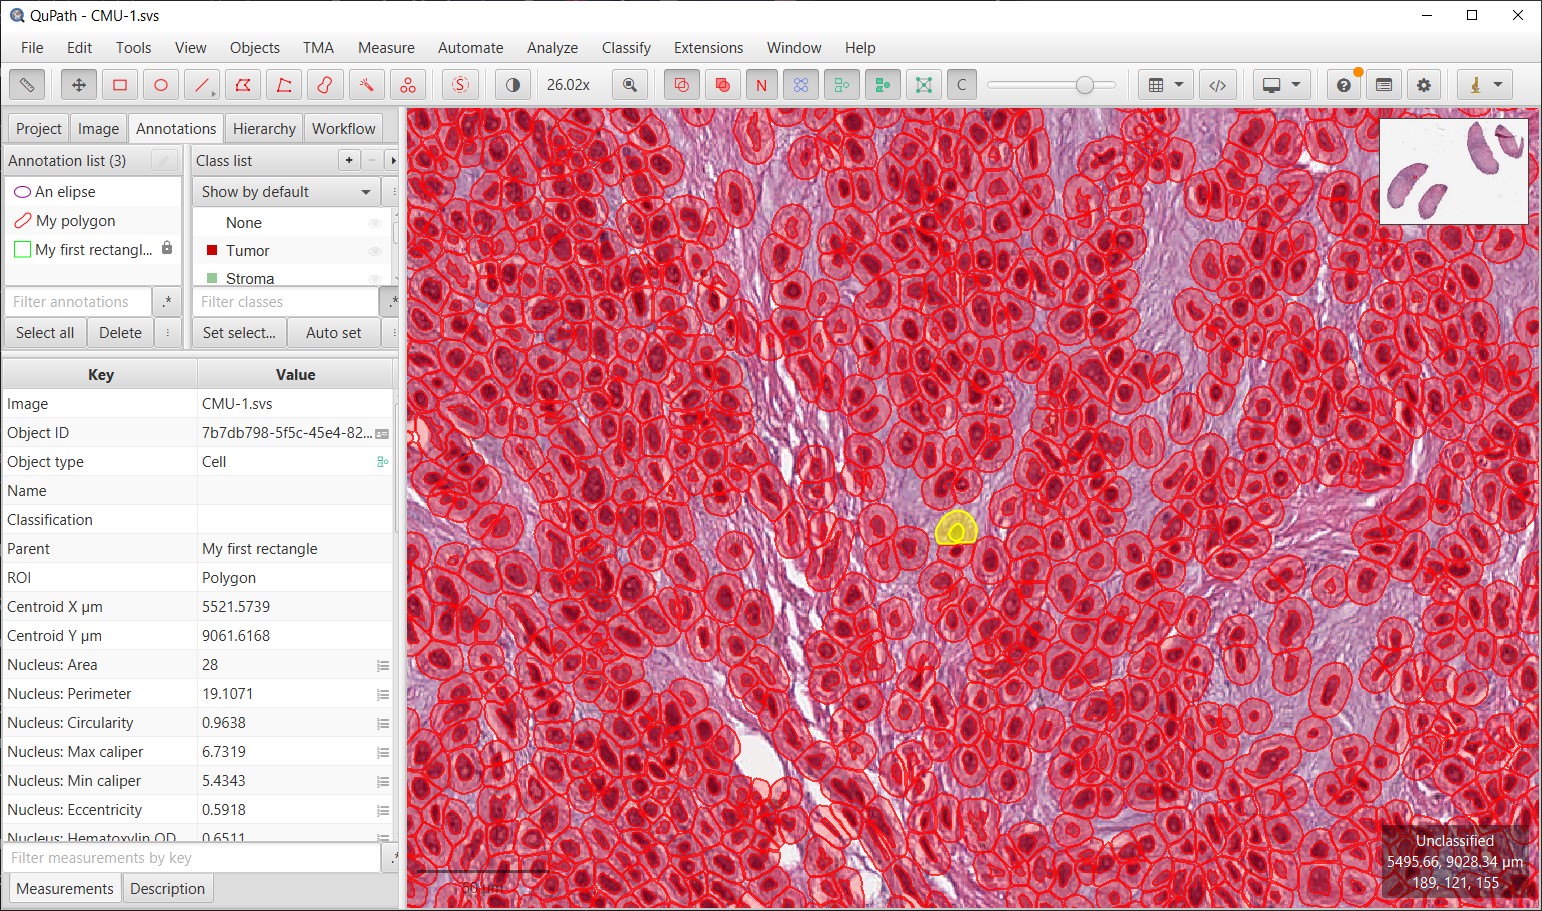 QuPath - CMU-1.svs
File Edit Tools View Objects TMA Measure Automate Analyze Classify Extensions Window Help
S 26.02x N C </> ?
Project Image Annotations Hierarchy Workflow
Annotation list (3)
An elipse
My polygon
My first rectangl...
Filter annotations .*
Select all Delete
Class list + -
Show by default
None
Tumor
Stroma
Filter classes .*
Set select... Auto set
Key Value
Image CMU-1.svs
Object ID 7b7db798-5f5c-45e4-82...
Object type Cell
Name
Classification
Parent My first rectangle
ROI Polygon
Centroid X µm 5521.5739
Centroid Y µm 9061.6168
Nucleus: Area 28
Nucleus: Perimeter 19.1071
Nucleus: Circularity 0.9638
Nucleus: Max caliper 6.7319
Nucleus: Min caliper 5.4343
Nucleus: Eccentricity 0.5918
Nucleus: Hematoxylin OD 0.6511
Filter measurements by key .*
Measurements Description
50 µm
Unclassified
5495.66, 9028.34 µm
189, 121, 155